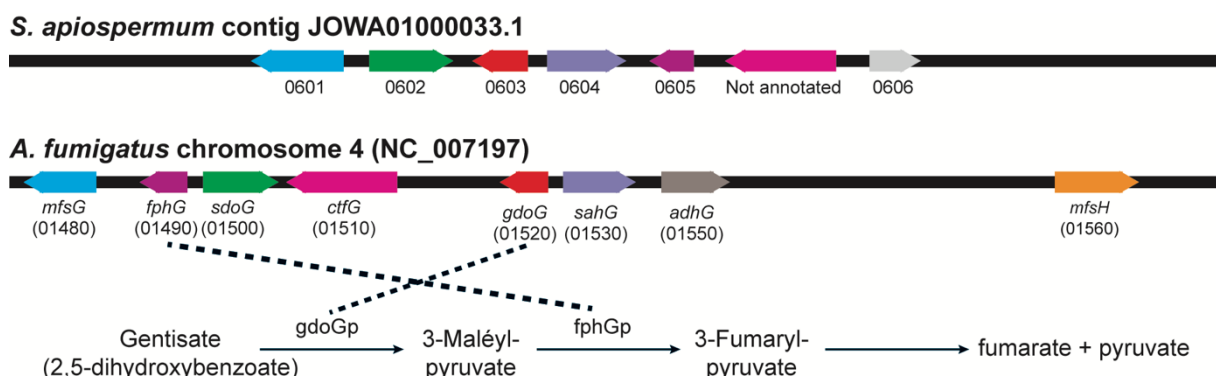 S. apiospermum contig JOWA01000033.1
0601 0602 0603 0604 0605 Not annotated 0606
A. fumigatus chromosome 4 (NC_007197)
mfsG fphG sdoG ctfG gdoG sahG adhG mfsH
(01480) (01490) (01500) (01510) (01520) (01530) (01550) (01560)
gdoGp fphGp
Gentisate 3-Maléyl- 3-Fumaryl- fumarate + pyruvate
(2,5-dihydroxybenzoate) pyruvate pyruvate